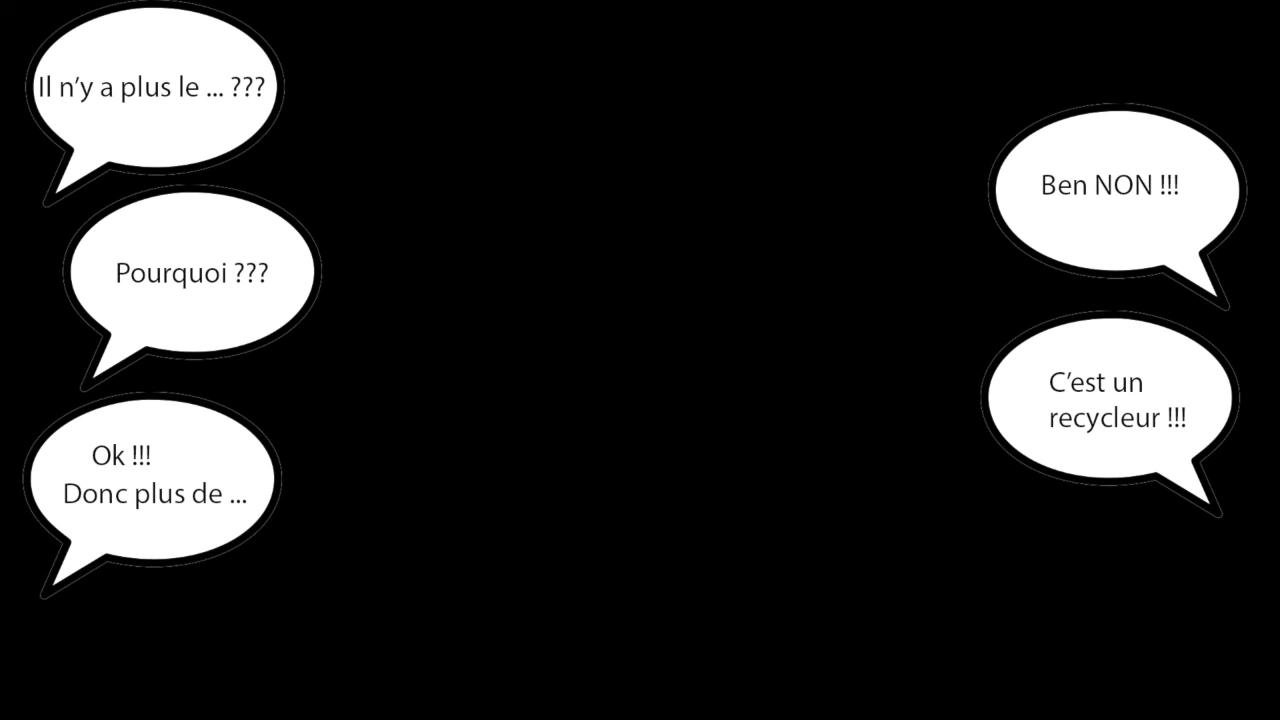 Il n’y a plus le ... ???
Ben NON !!!
Pourquoi ???
C’est un
recycleur !!!
Ok !!!
Donc plus de ...